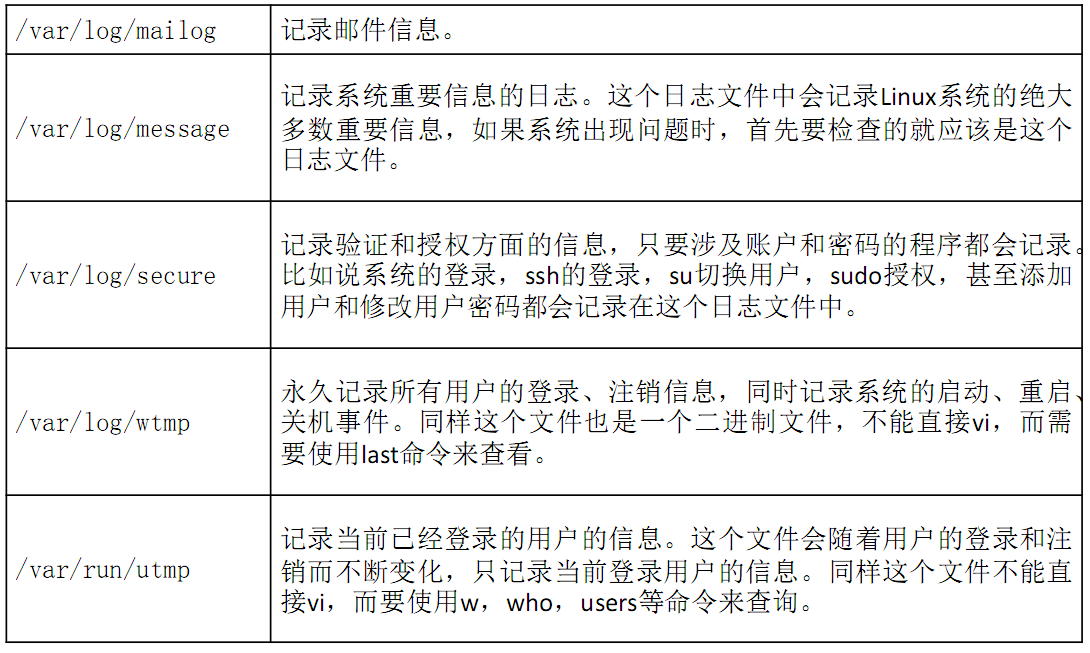 /var/log/mailog
记录邮件信息。
/var/log/message
记录系统重要信息的日志。这个日志文件中会记录Linux系统的绝大
多数重要信息，如果系统出现问题时，首先要检查的就应该是这个
日志文件。
/var/log/secure
记录验证和授权方面的信息，只要涉及账户和密码的程序都会记录。
比如说系统的登录，ssh的登录，su切换用户，sudo授权，甚至添加
用户和修改用户密码都会记录在这个日志文件中。
/var/log/wtmp
永久记录所有用户的登录、注销信息，同时记录系统的启动、重启、
关机事件。同样这个文件也是一个二进制文件，不能直接vi，而需
要使用last命令来查看。
/var/run/utmp
记录当前已经登录的用户的信息。这个文件会随着用户的登录和注
销而不断变化，只记录当前登录用户的信息。同样这个文件不能直
接vi，而要使用w，who，users等命令来查询。